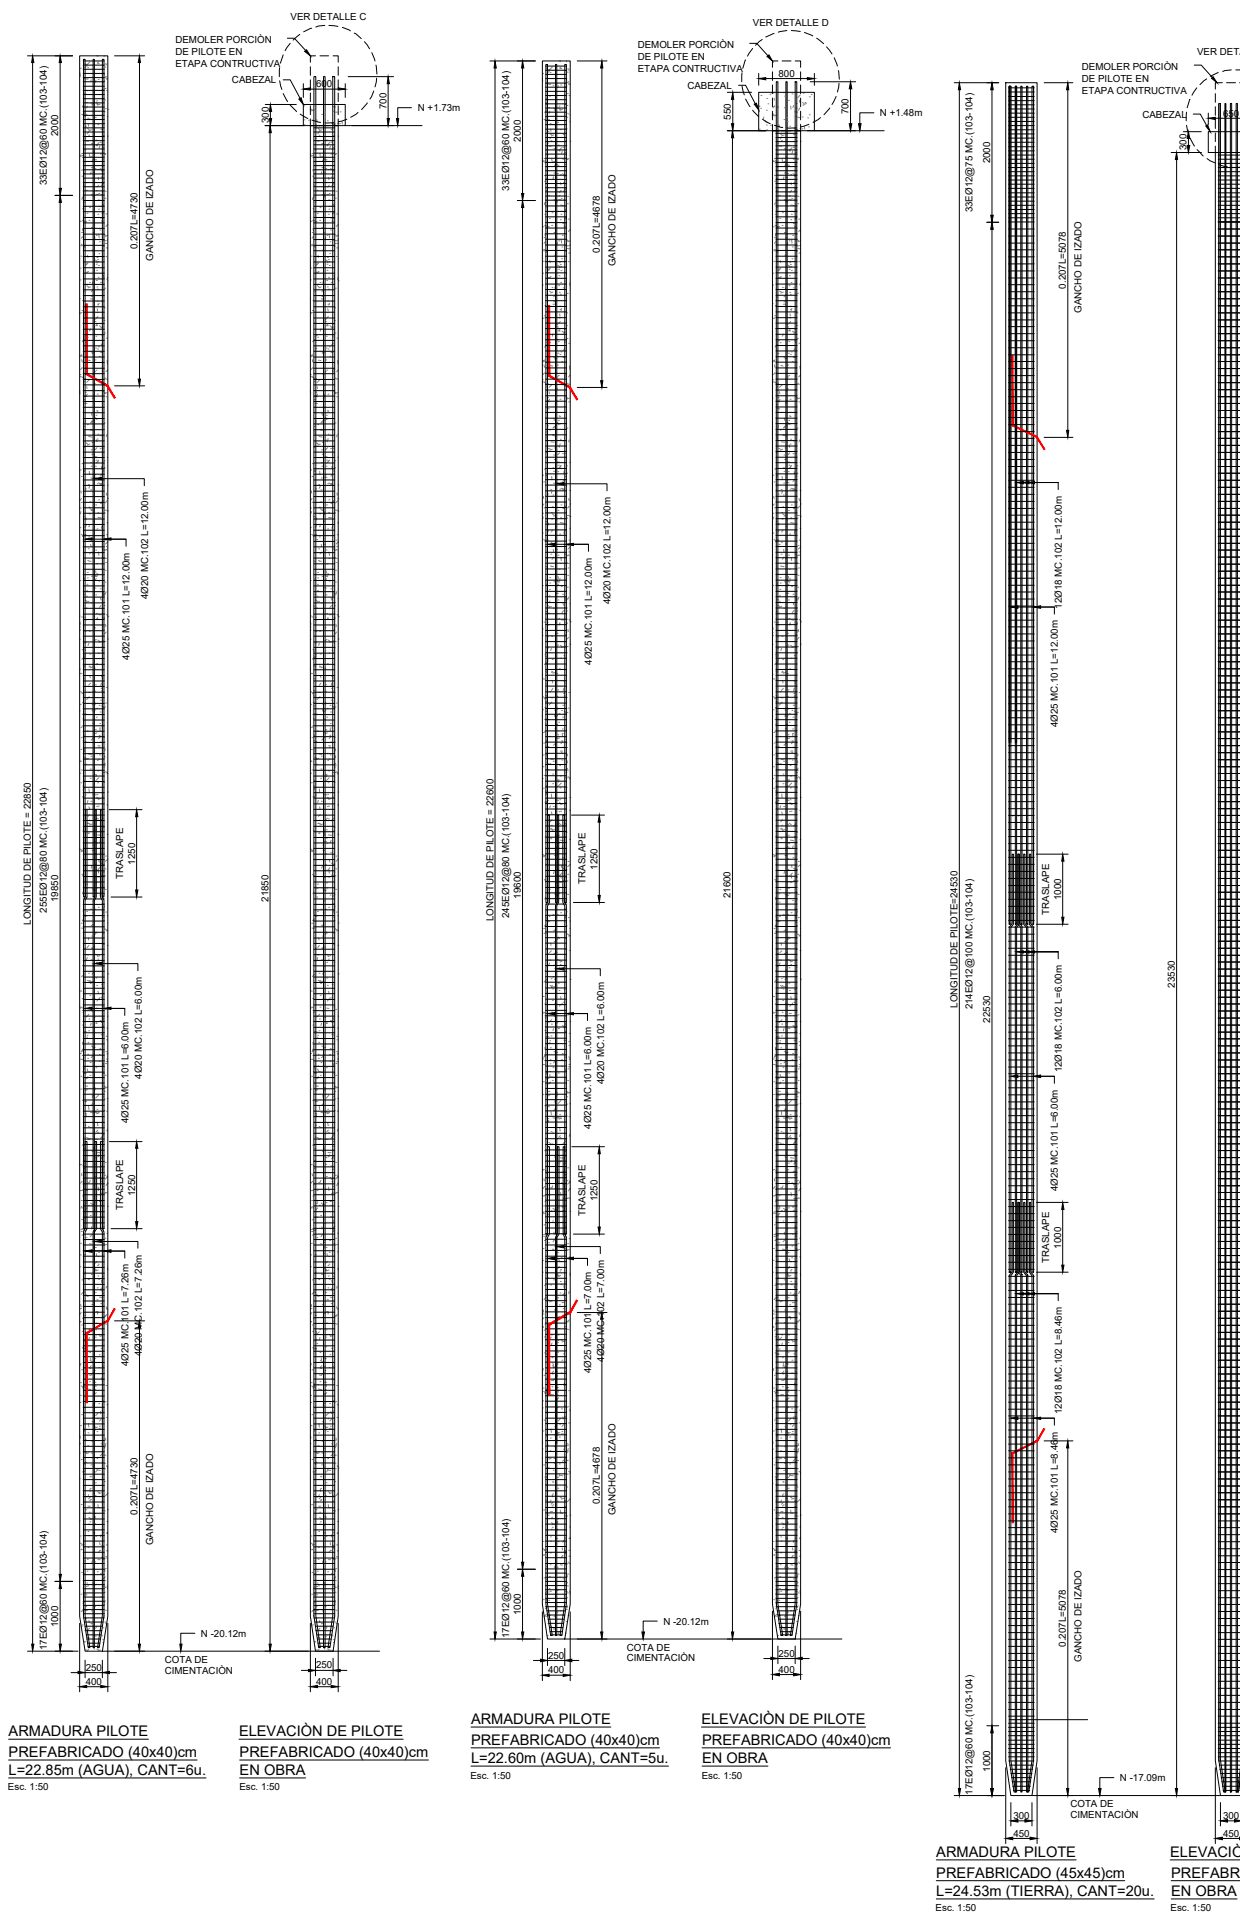 VER DETALLE C
DEMOLER PORCIÒN
DE PILOTE EN
ETAPA CONTRUCTIVA
CABEZAL
600
300
700
N +1.73m
33EØ12@60 MC.(103-104)
2000
0.207L=4730
GANCHO DE IZADO
4Ø20 MC.102 L=12.00m
4Ø25 MC.101 L=12.00m
LONGITUD DE PILOTE = 22850
255EØ12@80 MC.(103-104)
19850
TRASLAPE
1250
21850
4Ø20 MC.102 L=6.00m
4Ø25 MC.101 L=6.00m
TRASLAPE
1250
4Ø25 MC.101 L=7.26m
4Ø20 MC.102 L=7.26m
0.207L=4730
GANCHO DE IZADO
17EØ12@60 MC.(103-104)
1000
N -20.12m
COTA DE
CIMENTACIÒN
250
400
250
400
ARMADURA PILOTE
PREFABRICADO (40x40)cm
L=22.85m (AGUA), CANT=6u.
Esc. 1:50
ELEVACIÒN DE PILOTE
PREFABRICADO (40x40)cm
EN OBRA
Esc. 1:50
VER DETALLE D
DEMOLER PORCIÒN
DE PILOTE EN
ETAPA CONTRUCTIVA
CABEZAL
800
550
700
N +1.48m
33EØ12@60 MC.(103-104)
2000
0.207L=4678
GANCHO DE IZADO
4Ø20 MC.102 L=12.00m
4Ø25 MC.101 L=12.00m
LONGITUD DE PILOTE = 22600
245EØ12@80 MC.(103-104)
19600
TRASLAPE
1250
21600
4Ø20 MC.102 L=6.00m
4Ø25 MC.101 L=6.00m
TRASLAPE
1250
4Ø25 MC.101 L=7.00m
4Ø20 MC.102 L=7.00m
0.207L=4678
GANCHO DE IZADO
17EØ12@60 MC.(103-104)
1000
N -20.12m
COTA DE
CIMENTACIÒN
250
400
250
400
ARMADURA PILOTE
PREFABRICADO (40x40)cm
L=22.60m (AGUA), CANT=5u.
Esc. 1:50
ELEVACIÒN DE PILOTE
PREFABRICADO (40x40)cm
EN OBRA
Esc. 1:50
VER DETA
DEMOLER PORCIÒN
DE PILOTE EN
ETAPA CONTRUCTIVA
CABEZAL
650
300
33EØ12@75 MC.(103-104)
2000
0.207L=5078
GANCHO DE IZADO
12Ø18 MC.102 L=12.00m
4Ø25 MC.101 L=12.00m
LONGITUD DE PILOTE=24530
214EØ12@100 MC.(103-104)
22530
TRASLAPE
1000
23530
12Ø18 MC.102 L=6.00m
4Ø25 MC.101 L=6.00m
TRASLAPE
1000
12Ø18 MC.102 L=8.46m
4Ø25 MC.101 L=8.46m
0.207L=5078
GANCHO DE IZADO
17EØ12@60 MC.(103-104)
1000
N -17.09m
COTA DE
CIMENTACIÒN
300
450
300
450
ARMADURA PILOTE
PREFABRICADO (45x45)cm
L=24.53m (TIERRA), CANT=20u.
Esc. 1:50
ELEVACIÒ
PREFABR
EN OBRA
Esc. 1:50